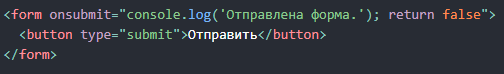 <form onsubmit="console.log('Отправлена форма.'); return false">
  <button type="submit">Отправить</button>
</form>